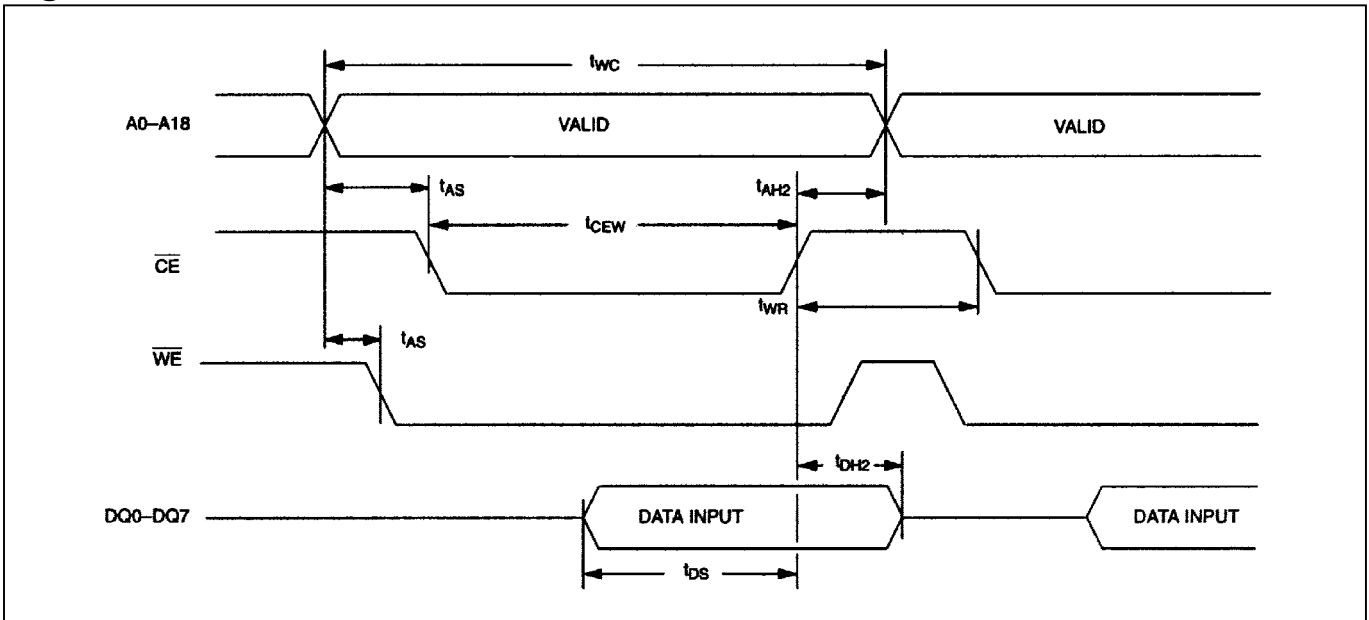 tWC
A0–A18 VALID VALID
tAS tAH2
tCEW
CE
tWR
tAS
WE
tDH2
DQ0–DQ7 DATA INPUT DATA INPUT
tDS